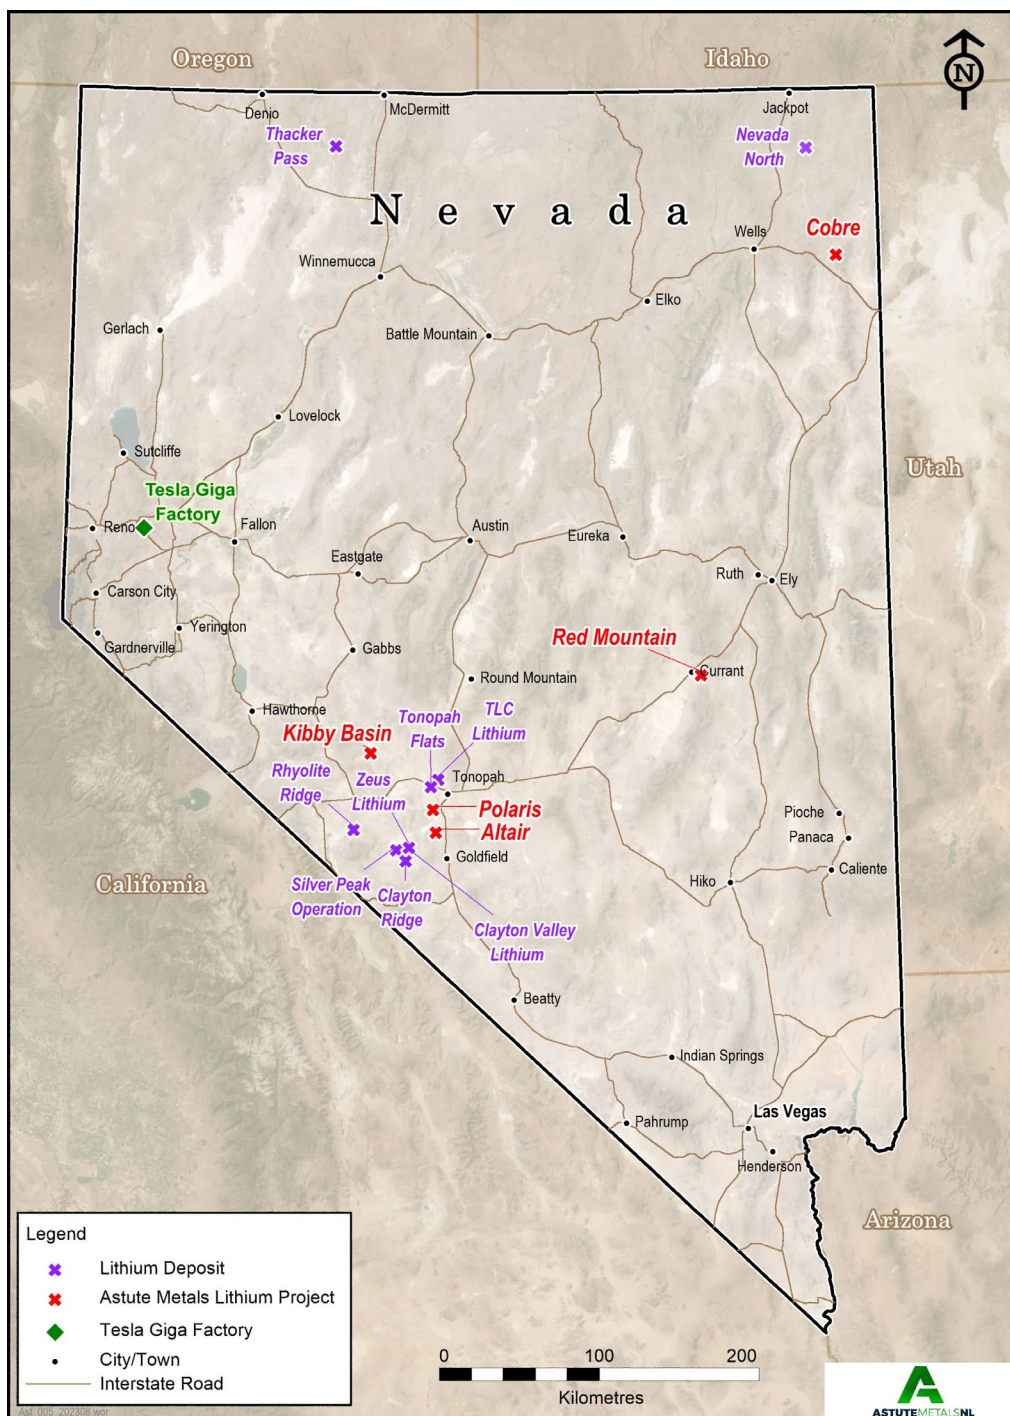 Oregon
Idaho
N
Denio
McDermitt
Jackpot
Thacker
Pass
Nevada
North
Nevada
Cobre
Wells
Winnemucca
Elko
Gerlach
Battle Mountain
Lovelock
Sutcliffe
Utah
Tesla Giga
Factory
Reno
Fallon
Austin
Eureka
Eastgate
Ruth
Ely
Carson City
Yerington
Gardnerville
Gabbs
Red Mountain
Currant
Round Mountain
Hawthorne
Tonopah
Flats
TLC
Lithium
Kibby Basin
Rhyolite
Ridge
Zeus
Lithium
Tonopah
Polaris
Altair
Pioche
Panaca
Goldfield
Caliente
California
Silver Peak
Operation
Clayton
Ridge
Hiko
Clayton Valley
Lithium
Beatty
Indian Springs
Las Vegas
Pahrump
Henderson
Arizona
Legend
Lithium Deposit
Astute Metals Lithium Project
Tesla Giga Factory
City/Town
Interstate Road
Ast_005_202308.wor
0 100 200
Kilometres
ASTUTEMETALSNL